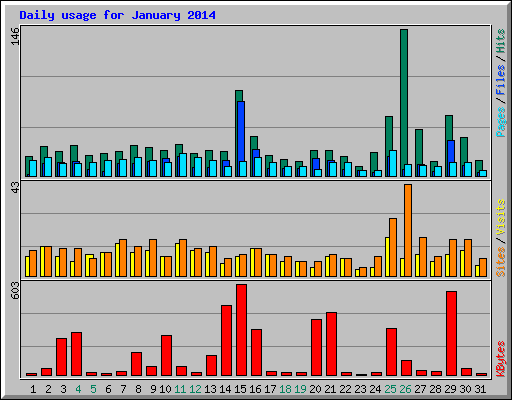 Daily usage for January 2014
146
Pages / Files / Hits
43
Sites / Visits
603
KBytes
1 2 3 4 5 6 7 8 9 10 11 12 13 14 15 16 17 18 19 20 21 22 23 24 25 26 27 28 29 30 31